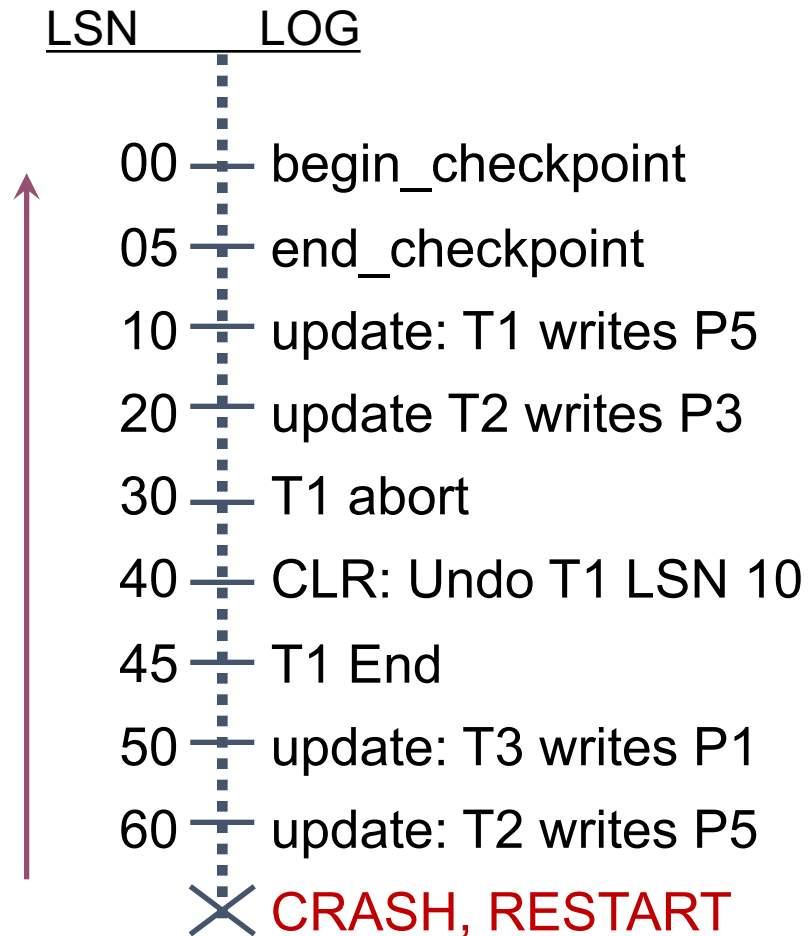 LSN LOG
00 begin_checkpoint
05 end_checkpoint
10 update: T1 writes P5
20 update T2 writes P3
30 T1 abort
40 CLR: Undo T1 LSN 10
45 T1 End
50 update: T3 writes P1
60 update: T2 writes P5
CRASH, RESTART